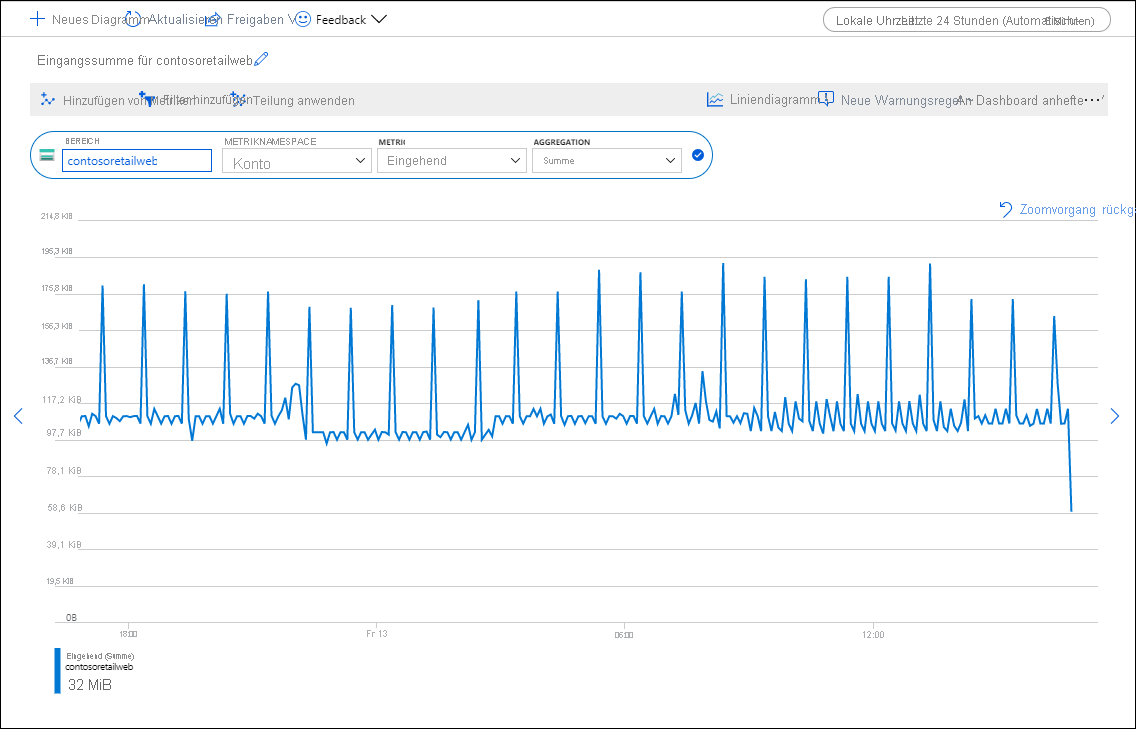 Neues Diagramm Aktualisieren Freigaben Feedback
Lokale Uhrzeit: Letzte 24 Stunden (Automatisch - Minuten)
Eingangssumme für contosoretailweb
Hinzufügen von Metriken Filter hinzufügen Teilung anwenden Liniendiagramm Neue Warnungsregel An Dashboard anheften ···
BEREICH METRIKNAMESPACE METRIK AGGREGATION
contosoretailweb Konto Eingehend Summe
Zoomvorgang rückg
214,8 KiB
195,3 KiB
175,8 KiB
156,3 KiB
136,7 KiB
117,2 KiB
97,7 KiB
78,1 KiB
58,6 KiB
39,1 KiB
19,5 KiB
0B
18:00 Fr 13 06:00 12:00
Eingehend (Summe)
contosoretailweb
32 MiB